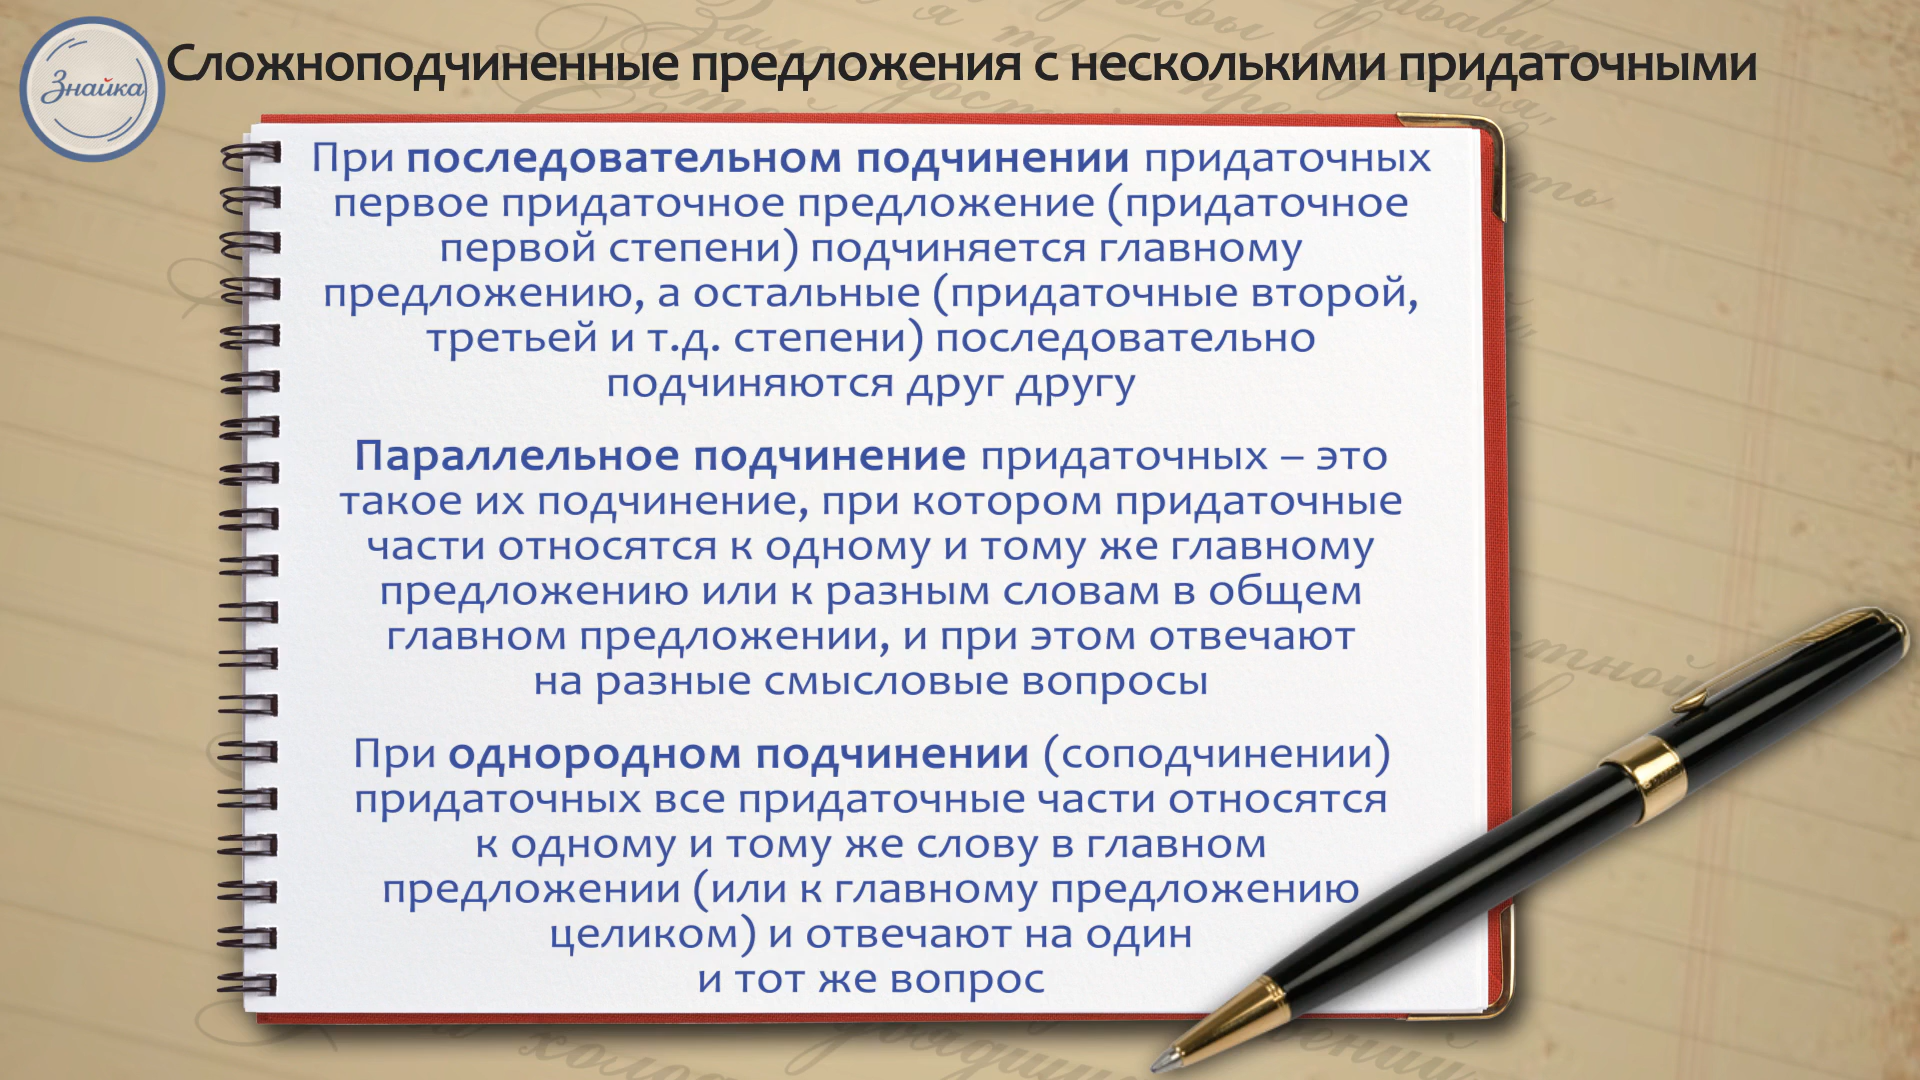 Знайка
Сложноподчиненные предложения с несколькими придаточными
При последовательном подчинении придаточных
первое придаточное предложение (придаточное
первой степени) подчиняется главному
предложению, а остальные (придаточные второй,
третьей и т.д. степени) последовательно
подчиняются друг другу
Параллельное подчинение придаточных – это
такое их подчинение, при котором придаточные
части относятся к одному и тому же главному
предложению или к разным словам в общем
главном предложении, и при этом отвечают
на разные смысловые вопросы
При однородном подчинении (соподчинении)
придаточных все придаточные части относятся
к одному и тому же слову в главном
предложении (или к главному предложению
целиком) и отвечают на один
и тот же вопрос